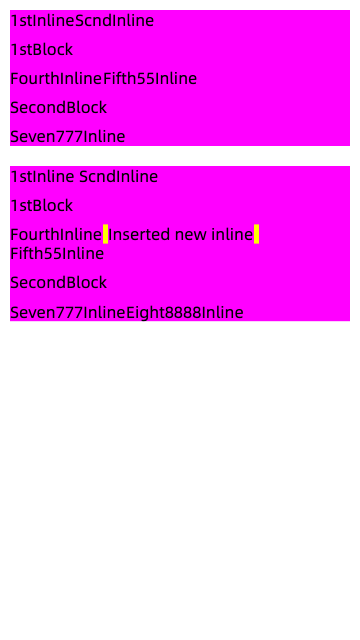 1stInlineScndInline
1stBlock
FourthInlineFifth55Inline
SecondBlock
Seven777Inline
1stInline ScndInline
1stBlock
FourthInline Inserted new inline
Fifth55Inline
SecondBlock
Seven777InlineEight8888Inline